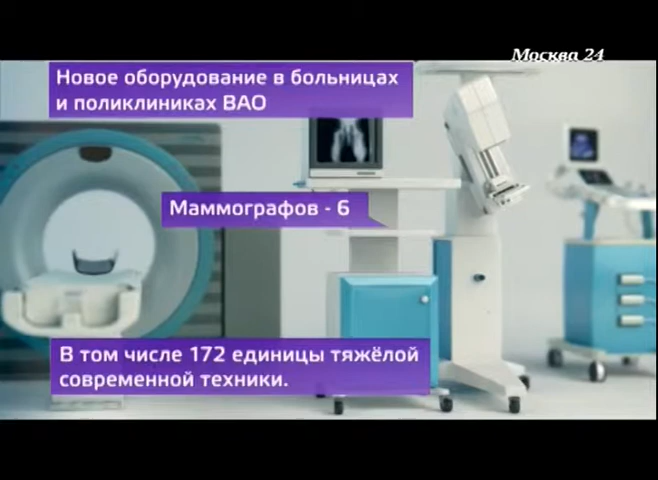 Москва 24
Новое оборудование в больницах
и поликлиниках ВАО
Маммографов - 6
В том числе 172 единицы тяжёлой
современной техники.